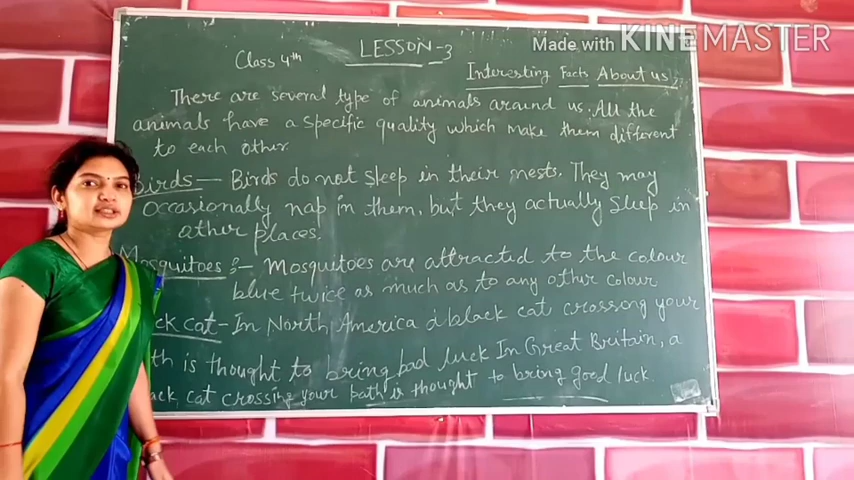 LESSON-3
Made with KINEMASTER
Class 4th
Interesting Facts About us
There are several type of animals around us. All the
animals have a specific quality which make them different
to each other.
Birds — Birds do not sleep in their nests. They may
occasionally nap in them, but they actually sleep in
other places.
Mosquitoes :- Mosquitoes are attracted to the colour
blue twice as much as to any other colour
ck cat - In North America a black cat crossing your
th is thought to bring bad luck In Great Britain, a
ack cat crossing your path is thought to bring good luck.